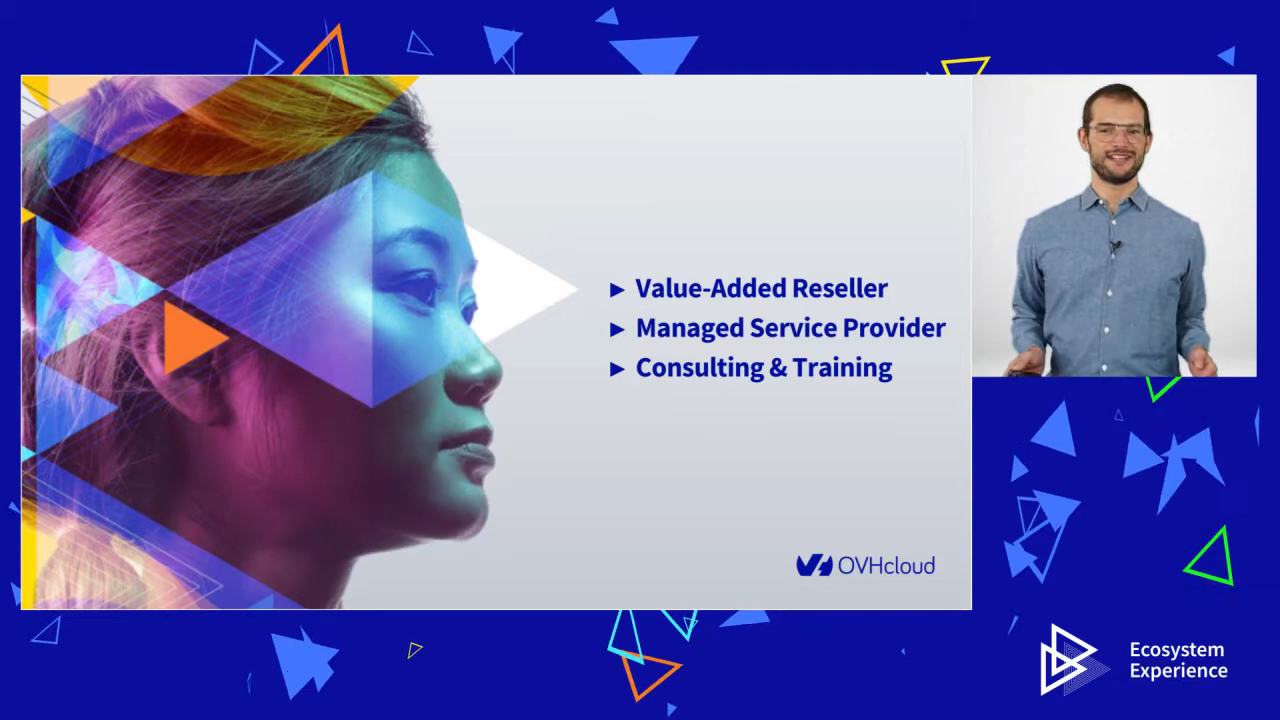 ► Value-Added Reseller
► Managed Service Provider
► Consulting & Training
OVHcloud
Ecosystem
Experience